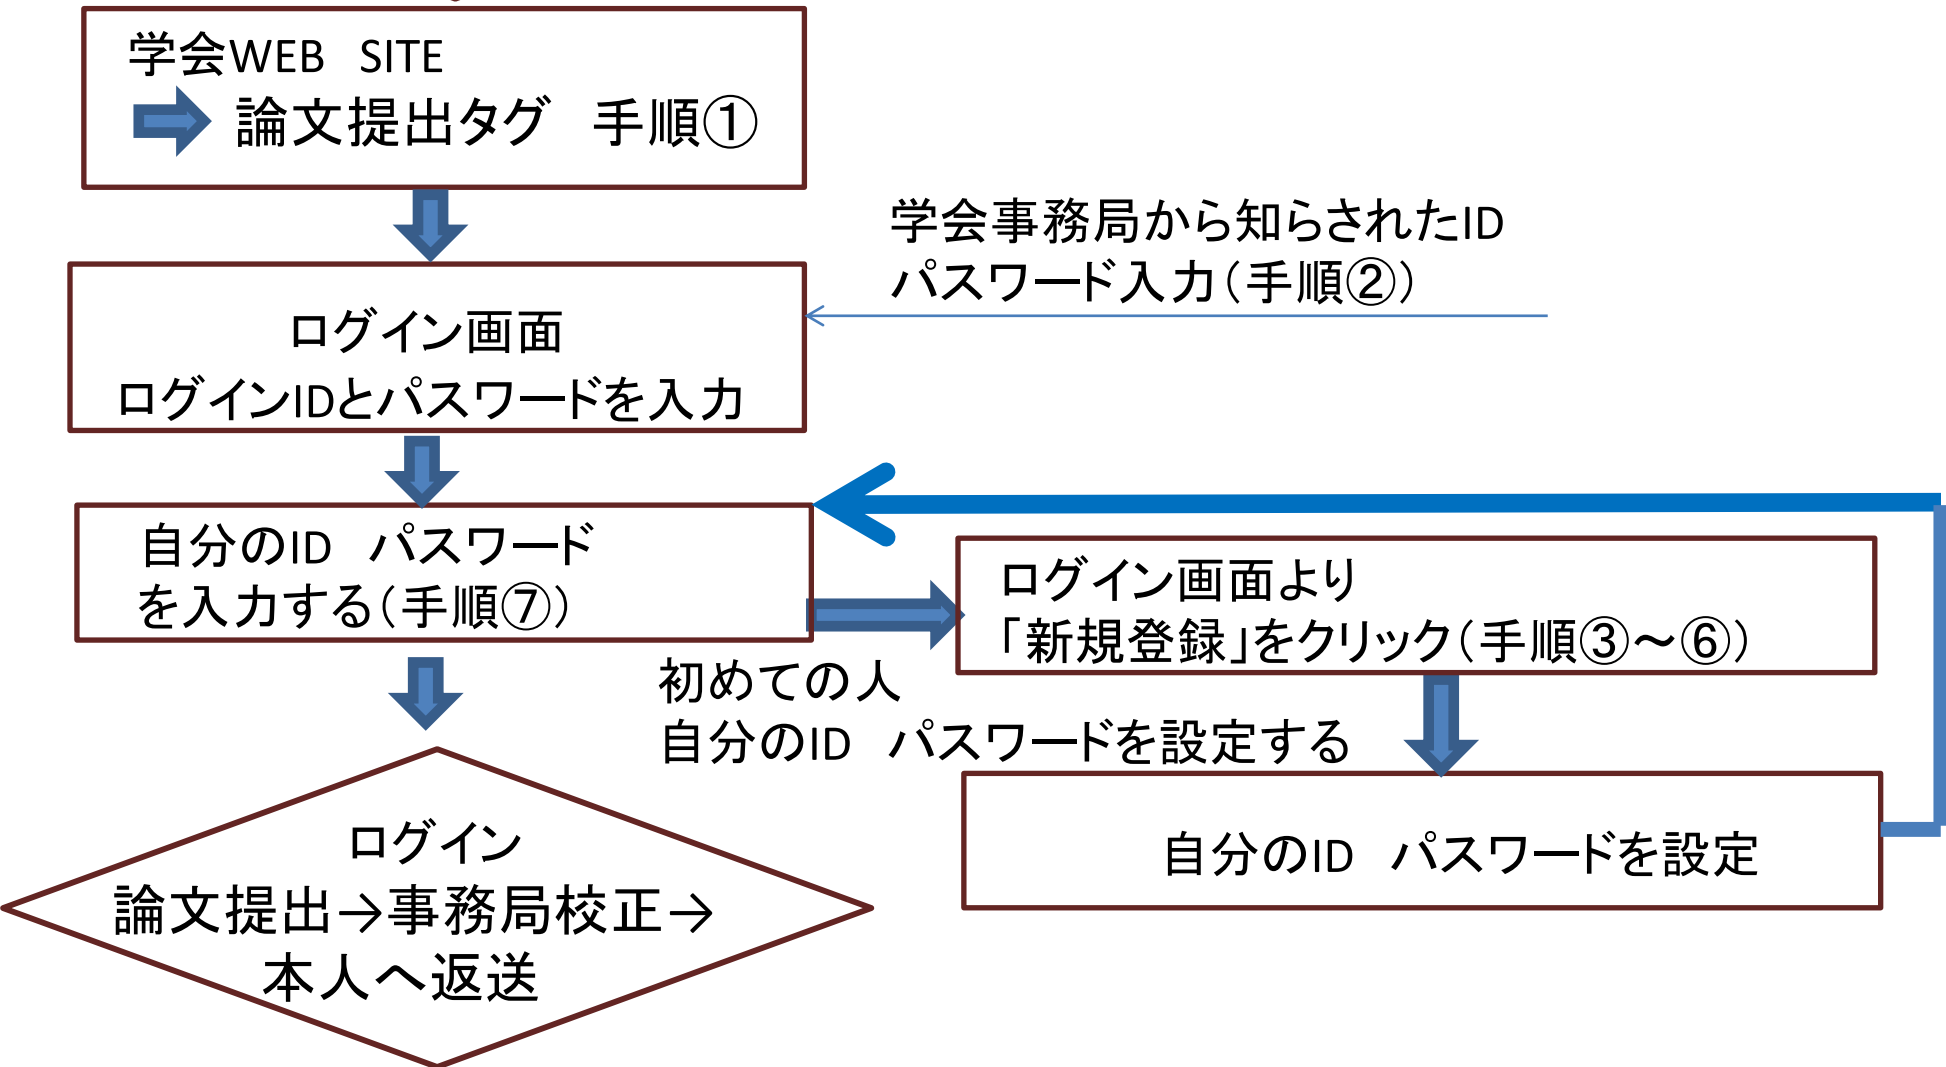 学会WEB　SITE
論文提出タグ　手順①
学会事務局から知らされたID
パスワード入力（手順②）
ログイン画面
ログインIDとパスワードを入力
自分のID　パスワード
を入力する（手順⑦）
ログイン画面より
「新規登録」をクリック（手順③～⑥）
初めての人
自分のID　パスワードを設定する
自分のID　パスワードを設定
ログイン
論文提出→事務局校正→
本人へ返送